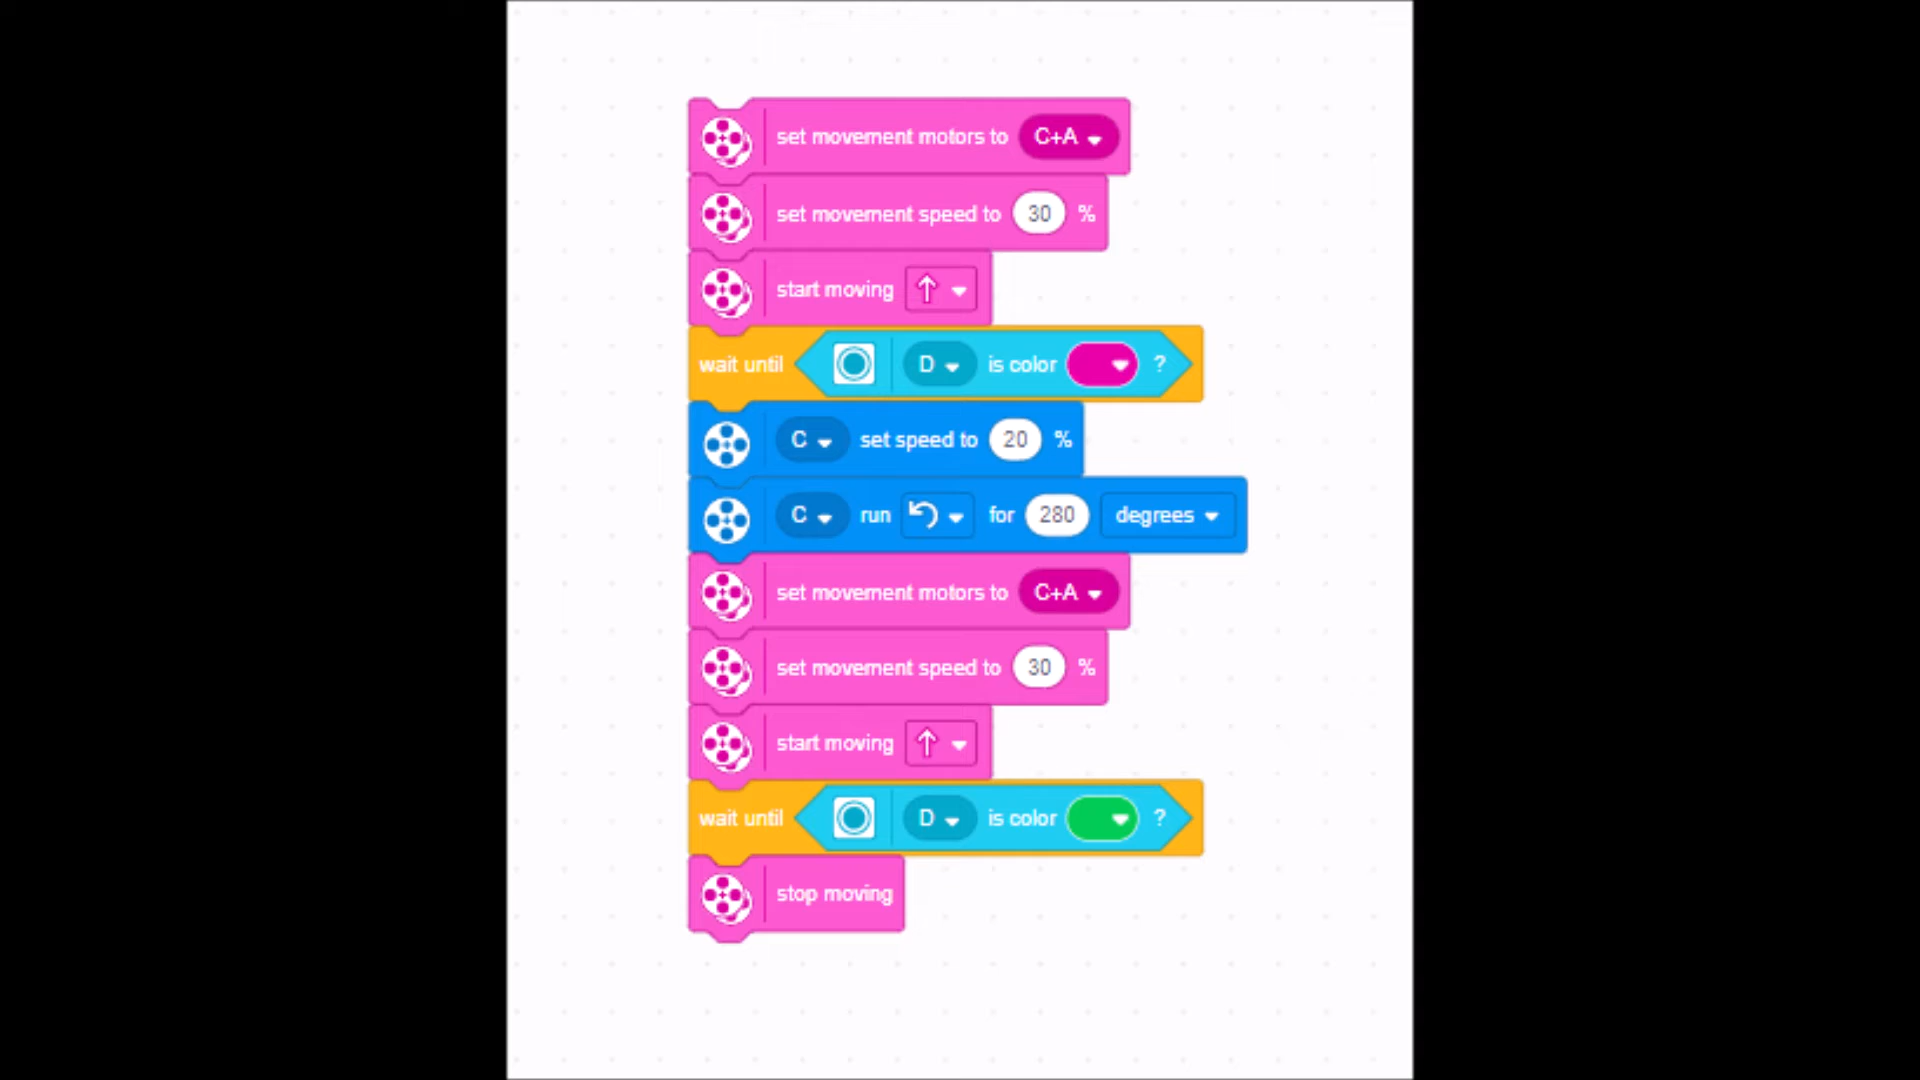 set movement motors to C+A
set movement speed to 30 %
start moving
wait until D is color ?
C set speed to 20 %
C run for 280 degrees
set movement motors to C+A
set movement speed to 30 %
start moving
wait until D is color ?
stop moving